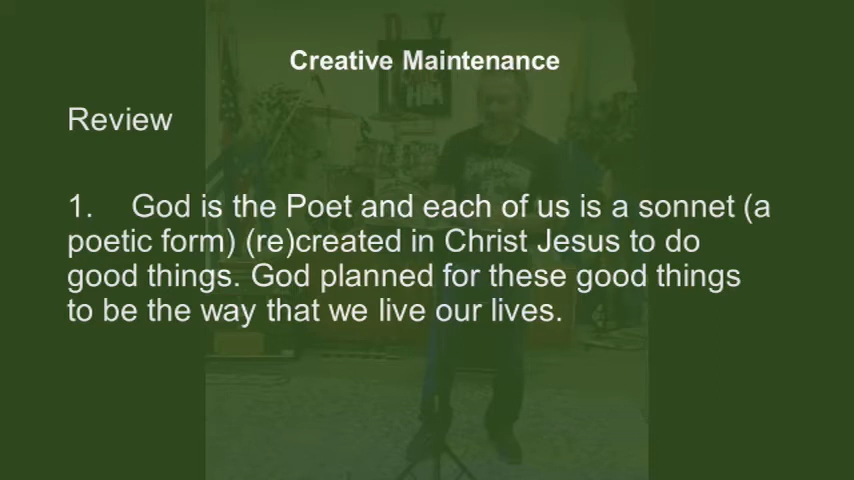 Creative Maintenance
Review
1. God is the Poet and each of us is a sonnet (a
poetic form) (re)created in Christ Jesus to do
good things. God planned for these good things
to be the way that we live our lives.
HIM